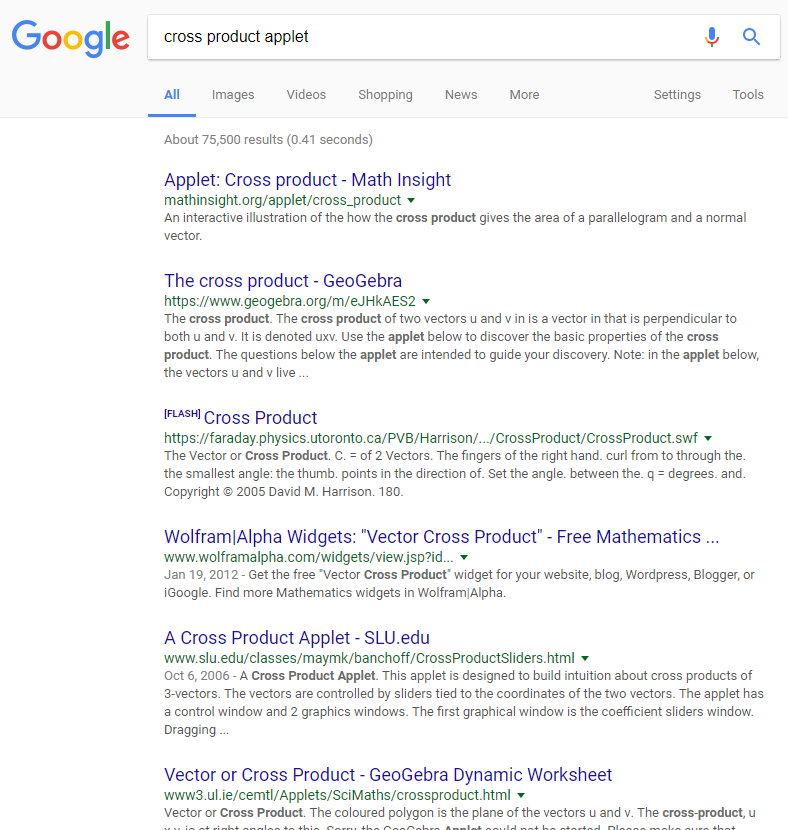 Google
cross product applet
All Images Videos Shopping News More Settings Tools
About 75,500 results (0.41 seconds)
Applet: Cross product - Math Insight
mathinsight.org/applet/cross_product
An interactive illustration of the how the cross product gives the area of a parallelogram and a normal
vector.
The cross product - GeoGebra
https://www.geogebra.org/m/eJHkAES2
The cross product. The cross product of two vectors u and v in is a vector in that is perpendicular to
both u and v. It is denoted uxv. Use the applet below to discover the basic properties of the cross
product. The questions below the applet are intended to guide your discovery. Note: in the applet below,
the vectors u and v live ...
[FLASH] Cross Product
https://faraday.physics.utoronto.ca/PVB/Harrison/.../CrossProduct/CrossProduct.swf
The Vector or Cross Product. C. = of 2 Vectors. The fingers of the right hand. curl from to through the.
the smallest angle: the thumb. points in the direction of. Set the angle. between the. q = degrees. and.
Copyright © 2005 David M. Harrison. 180.
Wolfram|Alpha Widgets: "Vector Cross Product" - Free Mathematics ...
www.wolframalpha.com/widgets/view.jsp?id...
Jan 19, 2012 - Get the free "Vector Cross Product" widget for your website, blog, Wordpress, Blogger, or
iGoogle. Find more Mathematics widgets in Wolfram|Alpha.
A Cross Product Applet - SLU.edu
www.slu.edu/classes/maymk/banchoff/CrossProductSliders.html
Oct 6, 2006 - A Cross Product Applet. This applet is designed to build intuition about cross products of
3-vectors. The vectors are controlled by sliders tied to the coordinates of the two vectors. The applet has
a control window and 2 graphics windows. The first graphical window is the coefficient sliders window.
Dragging ...
Vector or Cross Product - GeoGebra Dynamic Worksheet
www3.ul.ie/cemtl/Applets/SciMaths/crossproduct.html
Vector or Cross Product. The coloured polygon is the plane of the vectors u and v. The cross-product, u
x v, is at right angles to this. Sorry, the GeoGebra Applet could not be started. Please make sure that